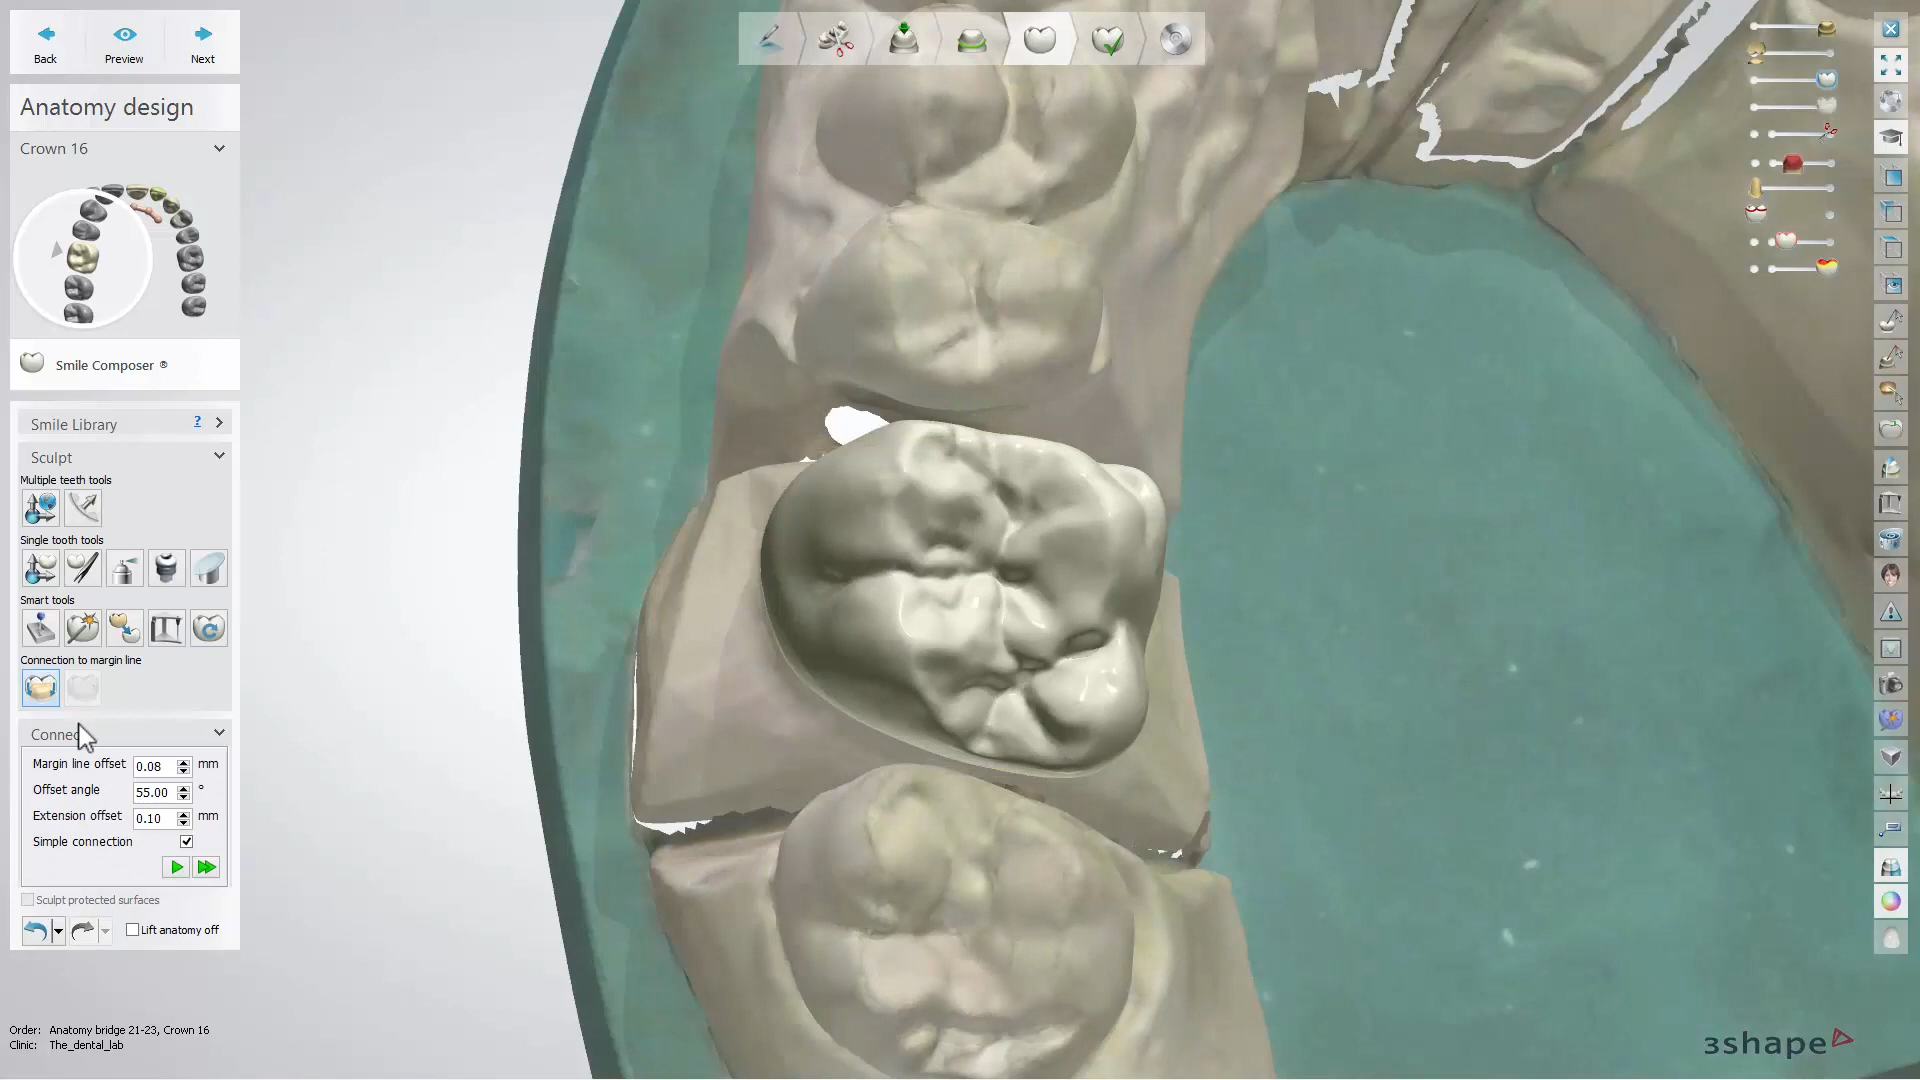 Back
Preview
Next
Anatomy design
Crown 16
Smile Composer ®
Smile Library ?
Sculpt
Multiple teeth tools
Single tooth tools
Smart tools
Connection to margin line
Connec
Margin line offset 0.08 mm
Offset angle 55.00 °
Extension offset 0.10 mm
Simple connection
Sculpt protected surfaces
Lift anatomy off
Order: Anatomy bridge 21-23, Crown 16
Clinic: The_dental_lab
3shape